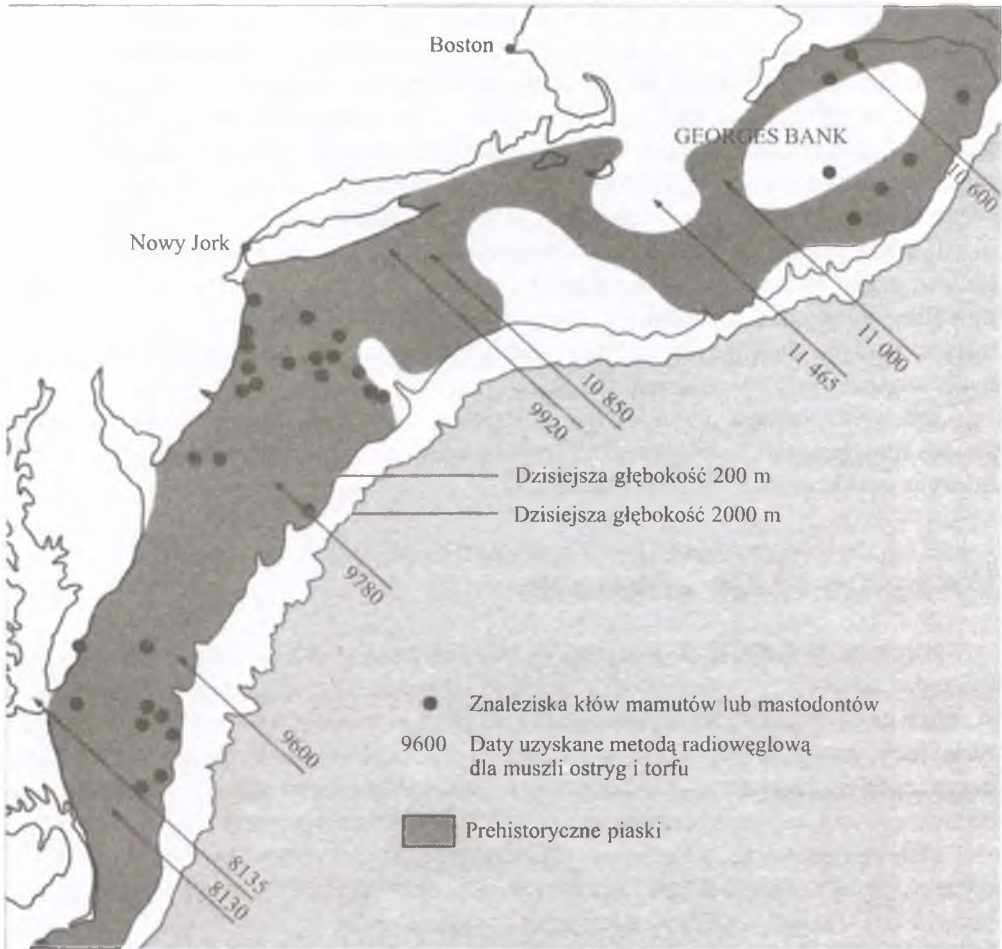 Boston
GEORGES BANK
10 600
Nowy Jork
11 000
11 465
10 850
9920
Dzisiejsza głębokość 200 m
Dzisiejsza głębokość 2000 m
9780
9600
Znaleziska kłów mamutów lub mastodontów
9600 Daty uzyskane metodą radiowęglową
dla muszli ostryg i torfu
Prehistoryczne piaski
8135
8130